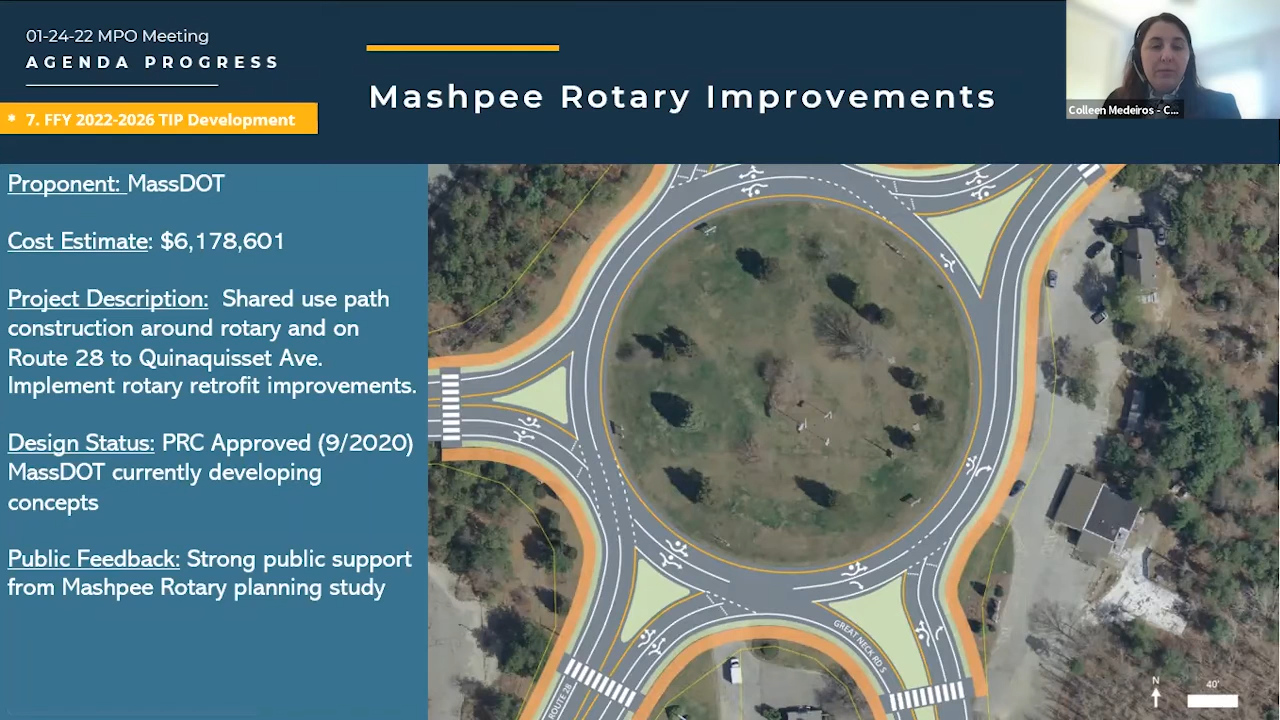 01-24-22 MPO Meeting
AGENDA PROGRESS
* 7. FFY 2022-2026 TIP Development
Mashpee Rotary Improvements
Colleen Medeiros - C...
Proponent: MassDOT
Cost Estimate: $6,178,601
Project Description: Shared use path
construction around rotary and on
Route 28 to Quinaquisset Ave.
Implement rotary retrofit improvements.
Design Status: PRC Approved (9/2020)
MassDOT currently developing
concepts
Public Feedback: Strong public support
from Mashpee Rotary planning study
GREAT NECK RD S
ROUTE 28
N
40'